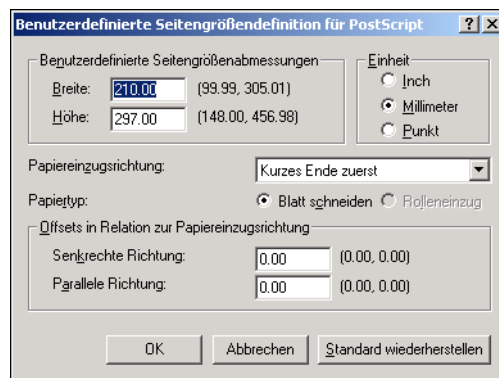 Benutzerdefinierte Seitengrößendefinition für PostScript
Benutzerdefinierte Seitengrößenabmessungen
Breite: 210.00 (99.99, 305.01)
Höhe: 297.00 (148.00, 456.98)
Einheit
Inch
Millimeter
Punkt
Papiereinzugsrichtung: Kurzes Ende zuerst
Papiertyp: Blatt schneiden Rolleneinzug
Offsets in Relation zur Papiereinzugsrichtung
Senkrechte Richtung: 0.00 (0.00, 0.00)
Parallele Richtung: 0.00 (0.00, 0.00)
OK Abbrechen Standard wiederherstellen